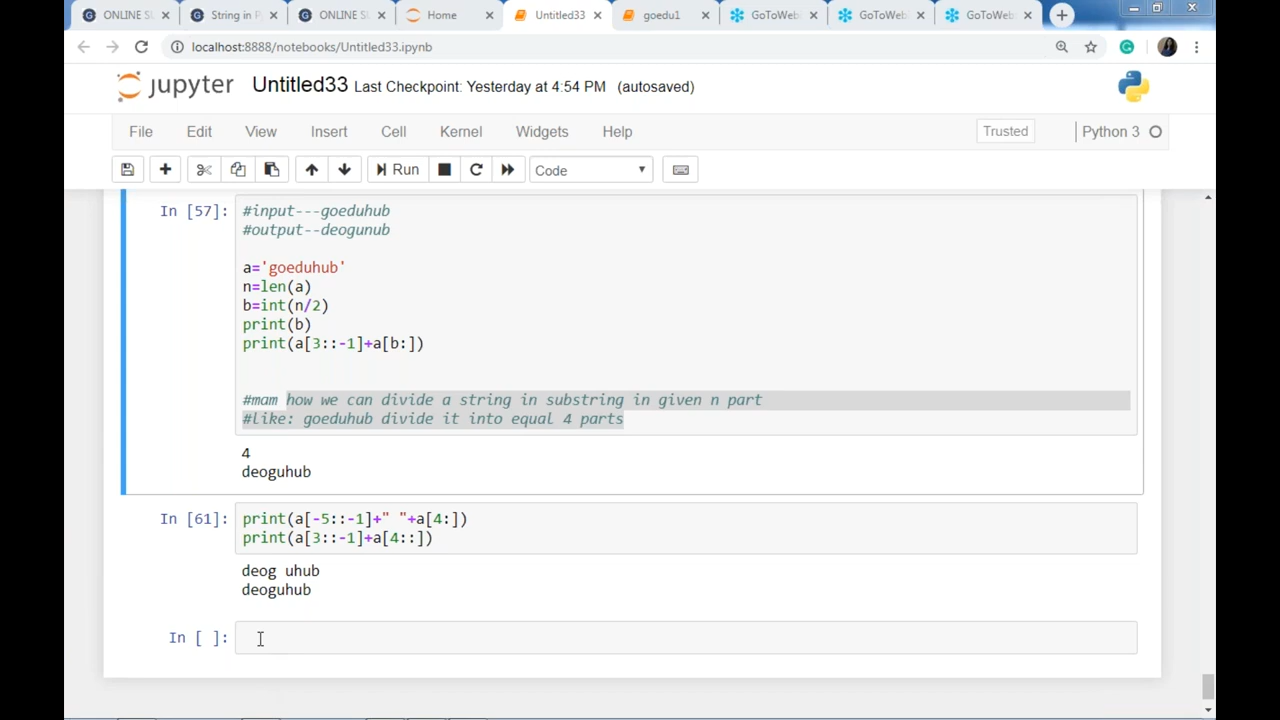 ONLINE SU
String in P
ONLINE SU
Home
Untitled33
goedu1
GoToWeb
GoToWeb
GoToWeb
localhost:8888/notebooks/Untitled33.ipynb
jupyter Untitled33 Last Checkpoint: Yesterday at 4:54 PM (autosaved)
File Edit View Insert Cell Kernel Widgets Help Trusted Python 3
Run Code
In [57]: #input---goeduhub
#output--deogunub
a='goeduhub'
n=len(a)
b=int(n/2)
print(b)
print(a[3::-1]+a[b:])
#mam how we can divide a string in substring in given n part
#like: goeduhub divide it into equal 4 parts
4
deoguhub
In [61]: print(a[-5::-1]+" "+a[4:])
print(a[3::-1]+a[4::])
deog uhub
deoguhub
In [ ]: